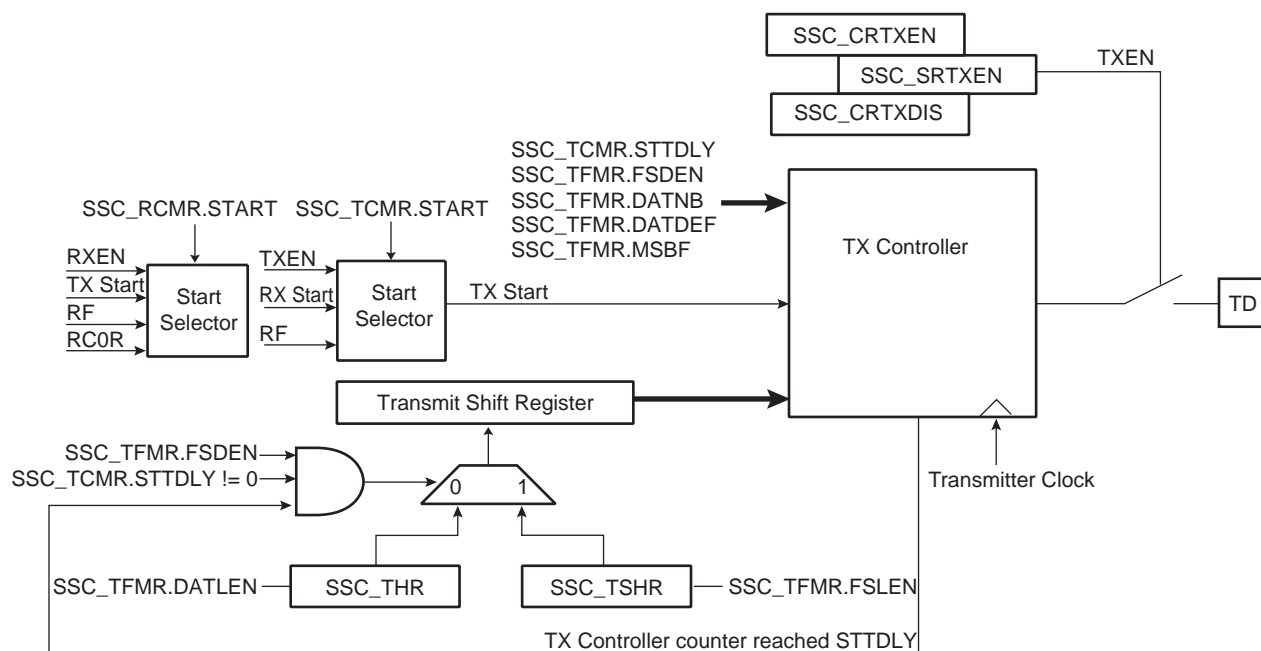 SSC_CRTXEN
SSC_SRTXEN
TXEN
SSC_CRTXDIS
SSC_TCMR.STTDLY
SSC_TFMR.FSDEN
SSC_TFMR.DATNB
SSC_TFMR.DATDEF
SSC_TFMR.MSBF
SSC_RCMR.START
SSC_TCMR.START
TX Controller
RXEN
TX Start
RF
RC0R
Start
Selector
TXEN
RX Start
RF
Start
Selector
TX Start
TD
Transmit Shift Register
SSC_TFMR.FSDEN
SSC_TCMR.STTDLY != 0
0
1
Transmitter Clock
SSC_TFMR.DATLEN
SSC_THR
SSC_TSHR
SSC_TFMR.FSLEN
TX Controller counter reached STTDLY